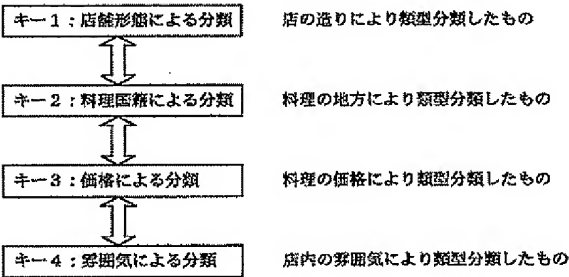 キー1：店舗形態による分類　店の造りにより類型分類したもの
キー2：料理国籍による分類　料理の地方により類型分類したもの
キー3：価格による分類　料理の価格により類型分類したもの
キー4：雰囲気による分類　店内の雰囲気により類型分類したもの